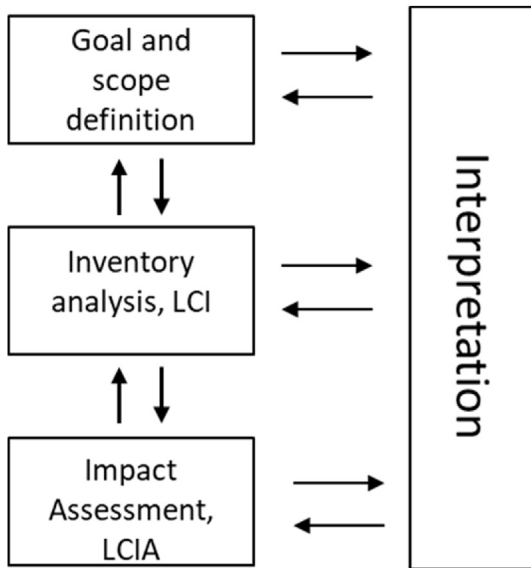 Goal and
scope
definition
Inventory
analysis, LCI
Impact
Assessment,
LCIA
Interpretation